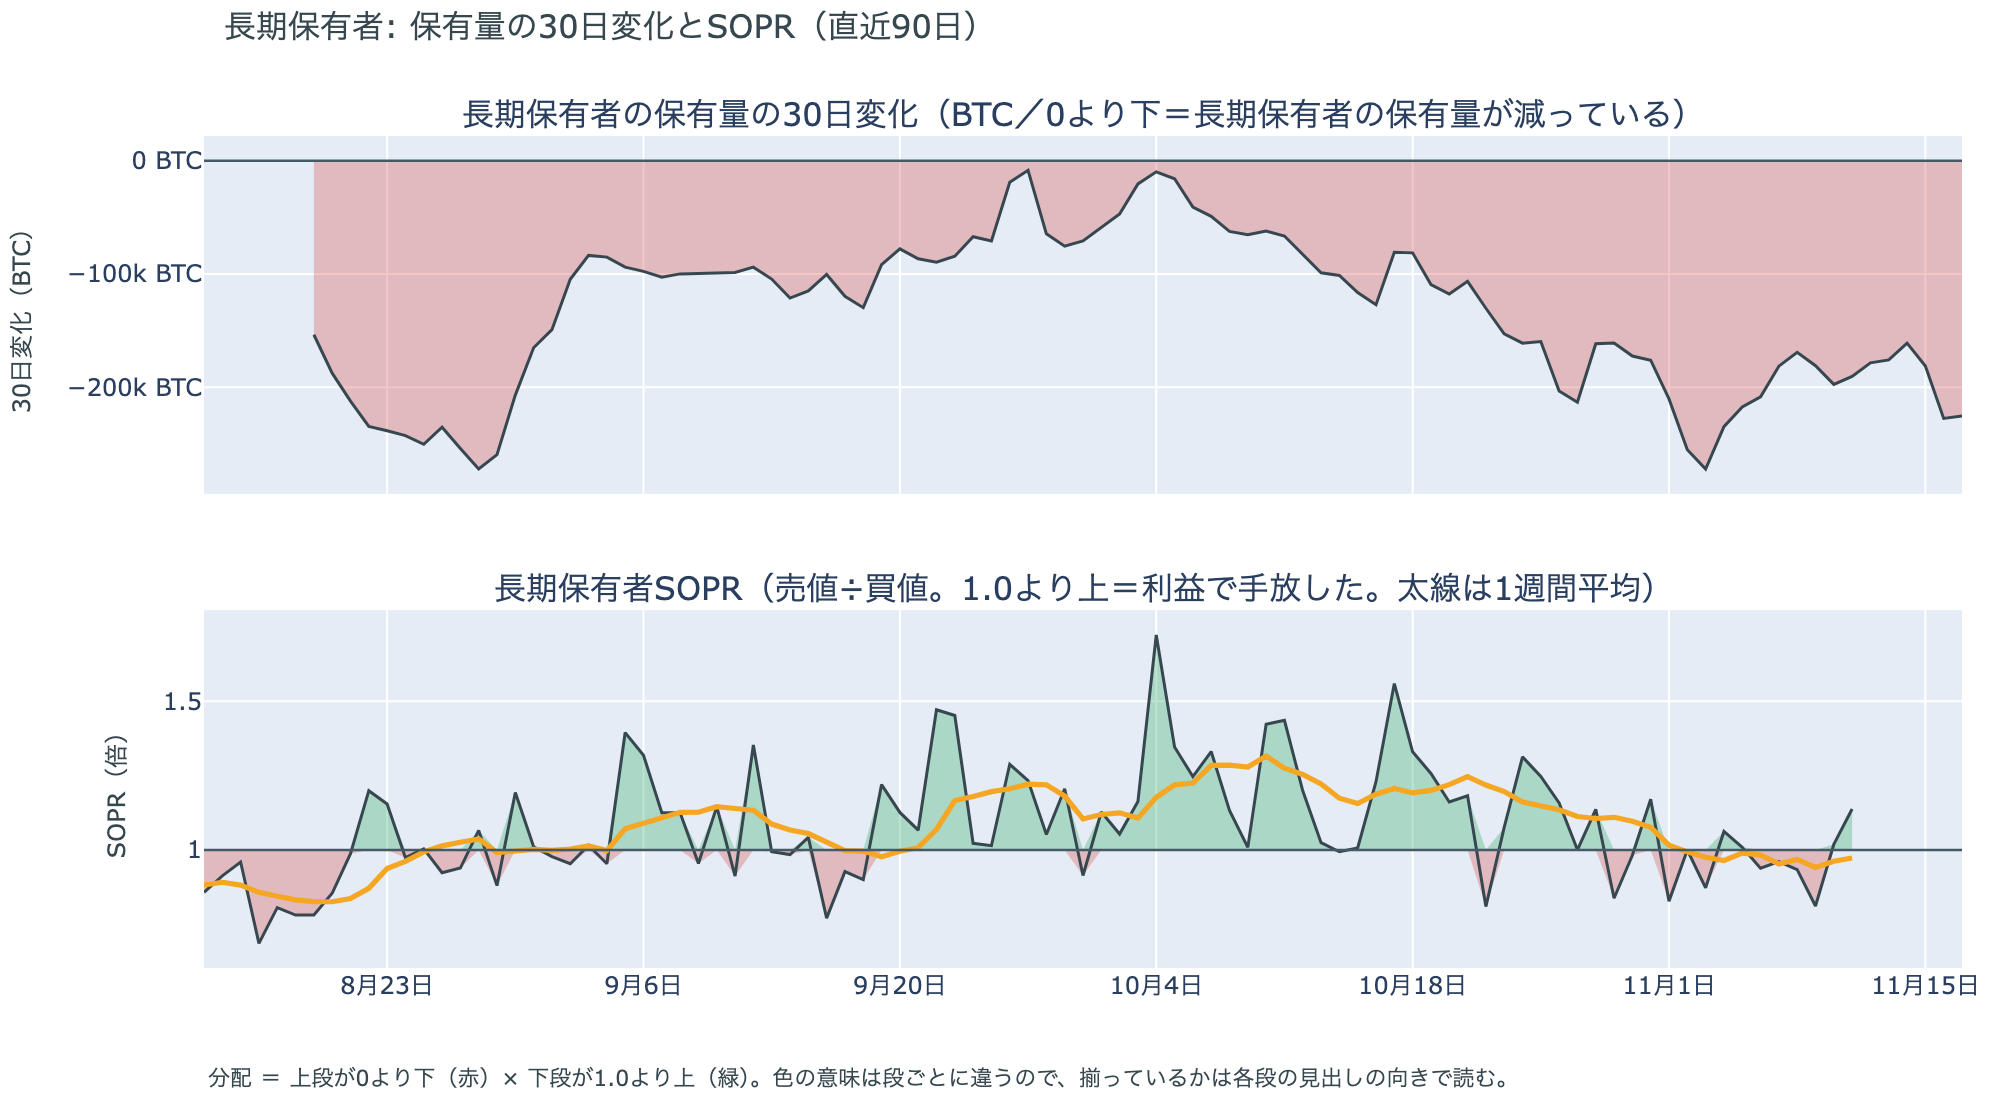 長期保有者: 保有量の30日変化とSOPR（直近90日）
長期保有者の保有量の30日変化（BTC／0より下＝長期保有者の保有量が減っている）
30日変化（BTC）
0 BTC
−100k BTC
−200k BTC
長期保有者SOPR（売値÷買値。1.0より上＝利益で手放した。太線は1週間平均）
SOPR（倍）
1.5
1
8月23日 9月6日 9月20日 10月4日 10月18日 11月1日 11月15日
分配 ＝ 上段が0より下（赤）× 下段が1.0より上（緑）。色の意味は段ごとに違うので、揃っているかは各段の見出しの向きで読む。